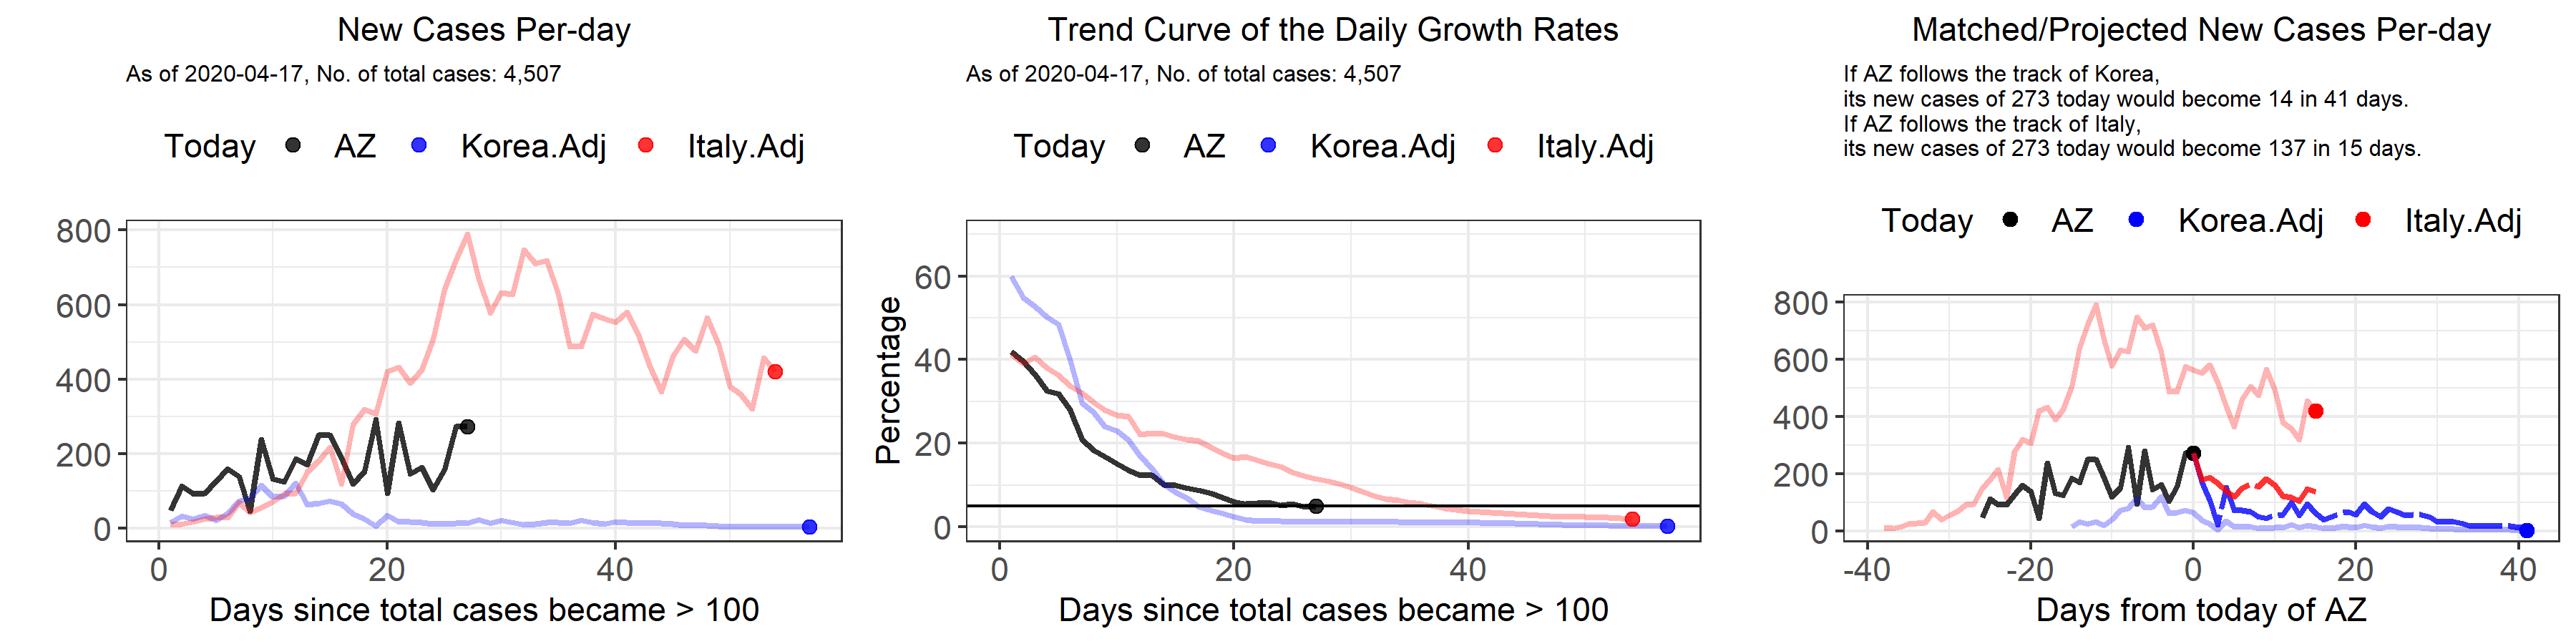 New Cases Per-day
As of 2020-04-17, No. of total cases: 4,507
Today AZ Korea.Adj Italy.Adj
800
600
400
200
0
0 20 40
Days since total cases became > 100
Trend Curve of the Daily Growth Rates
As of 2020-04-17, No. of total cases: 4,507
Today AZ Korea.Adj Italy.Adj
Percentage
60
40
20
0
0 20 40
Days since total cases became > 100
Matched/Projected New Cases Per-day
If AZ follows the track of Korea,
its new cases of 273 today would become 14 in 41 days.
If AZ follows the track of Italy,
its new cases of 273 today would become 137 in 15 days.
Today AZ Korea.Adj Italy.Adj
800
600
400
200
0
-40 -20 0 20 40
Days from today of AZ